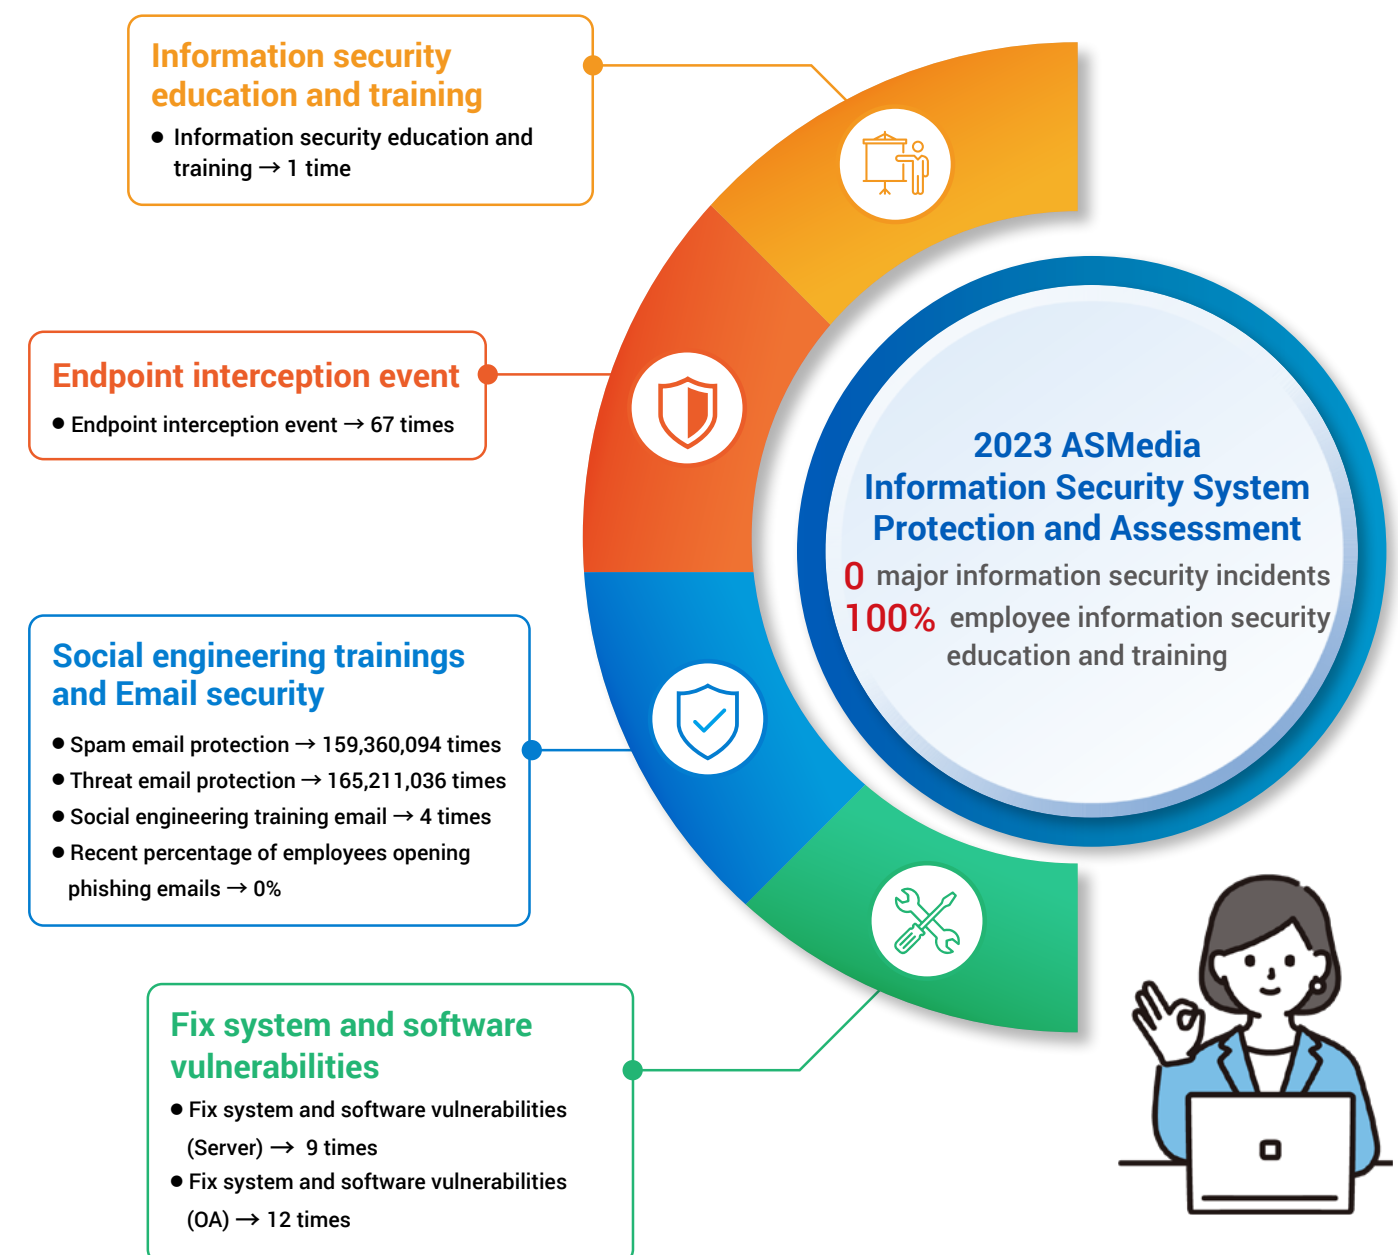 Information security
education and training
● Information security education and
training → 1 time
Endpoint interception event
● Endpoint interception event → 67 times
Social engineering trainings
and Email security
● Spam email protection → 159,360,094 times
● Threat email protection → 165,211,036 times
● Social engineering training email → 4 times
● Recent percentage of employees opening
phishing emails → 0%
Fix system and software
vulnerabilities
● Fix system and software vulnerabilities
(Server) → 9 times
● Fix system and software vulnerabilities
(OA) → 12 times
2023 ASMedia
Information Security System
Protection and Assessment
0 major information security incidents
100% employee information security
education and training